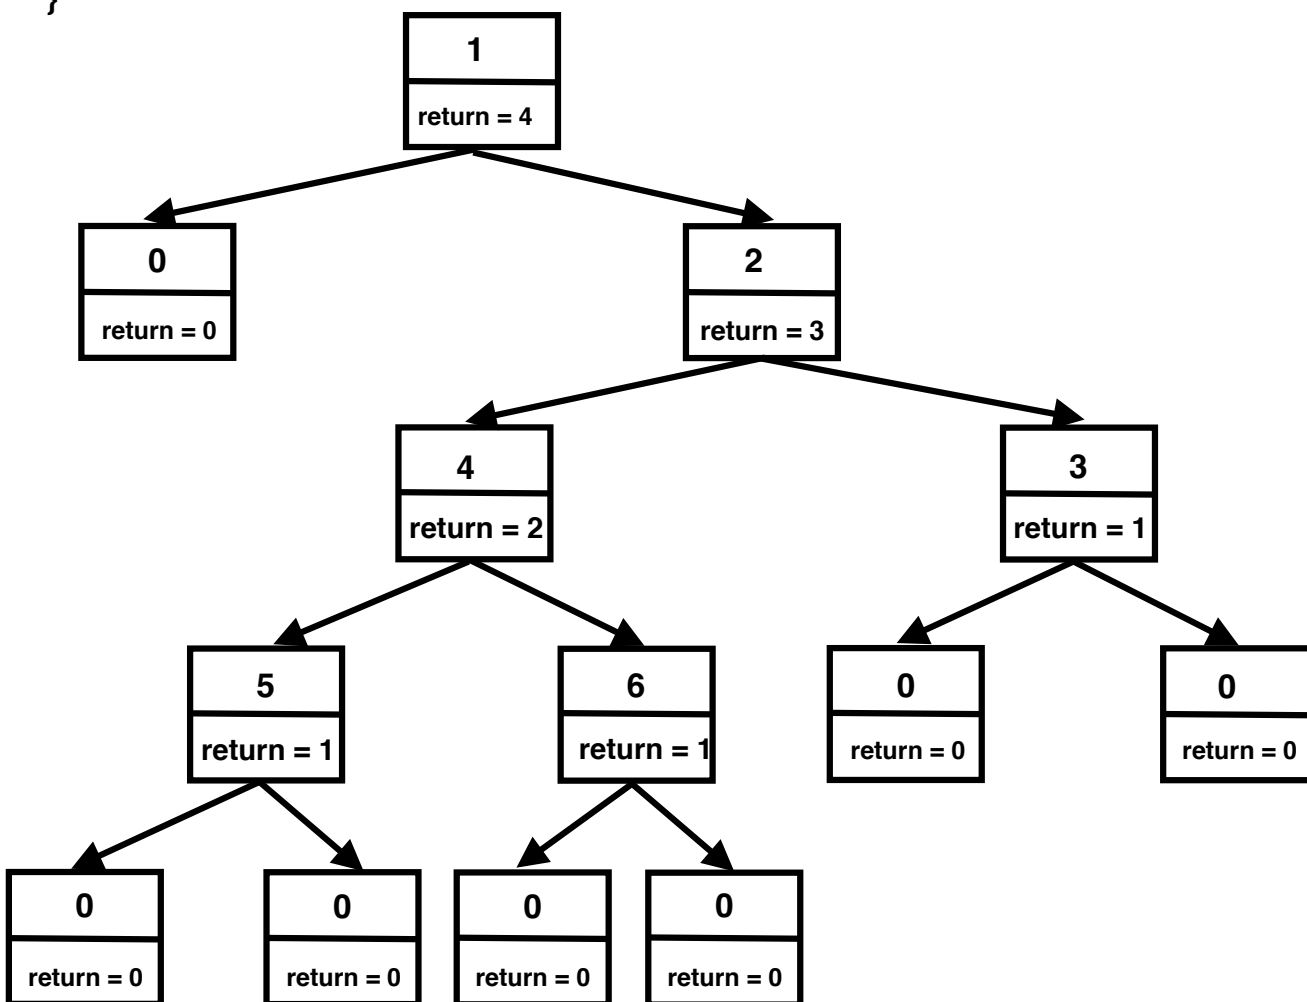 }
1
return = 4
0
return = 0
2
return = 3
4
return = 2
3
return = 1
5
return = 1
6
return = 1
0
return = 0
0
return = 0
0
return = 0
0
return = 0
0
return = 0
0
return = 0